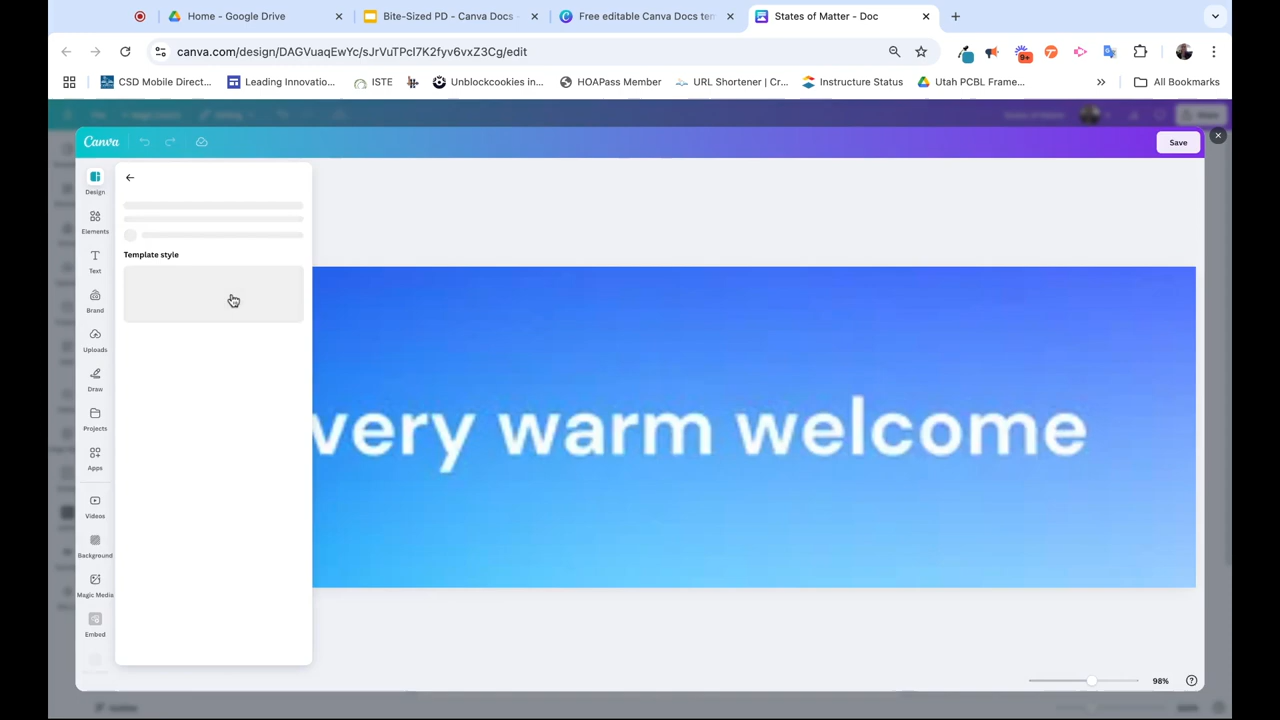 Home - Google Drive
Bite-Sized PD - Canva Docs -
Free editable Canva Docs tem
States of Matter - Doc
canva.com/design/DAGVuaqEwYc/sJrVuTPcl7K2fyv6vxZ3Cg/edit
9+
CSD Mobile Direct...
Leading Innovatio...
ISTE
Unblockcookies in...
HOAPass Member
URL Shortener | Cr...
Instructure Status
Utah PCBL Frame...
All Bookmarks
Canva
Save
Design
Elements
Text
Brand
Uploads
Draw
Projects
Apps
Videos
Background
Magic Media
Embed
Template style
very warm welcome
98%